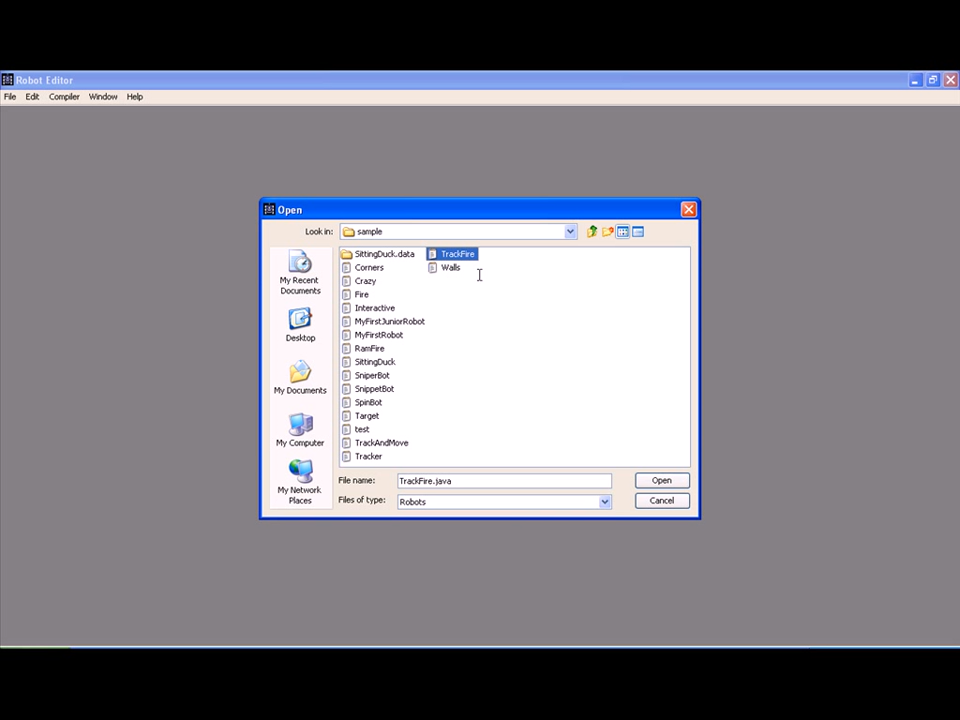 Robot Editor
File Edit Compiler Window Help
Open
Look in: sample
My Recent Documents
Desktop
My Documents
My Computer
My Network Places
SittingDuck.data
Corners
Crazy
Fire
Interactive
MyFirstJuniorRobot
MyFirstRobot
RamFire
SittingDuck
SniperBot
SnippetBot
SpinBot
Target
test
TrackAndMove
Tracker
TrackFire
Walls
File name: TrackFire.java Open
Files of type: Robots Cancel